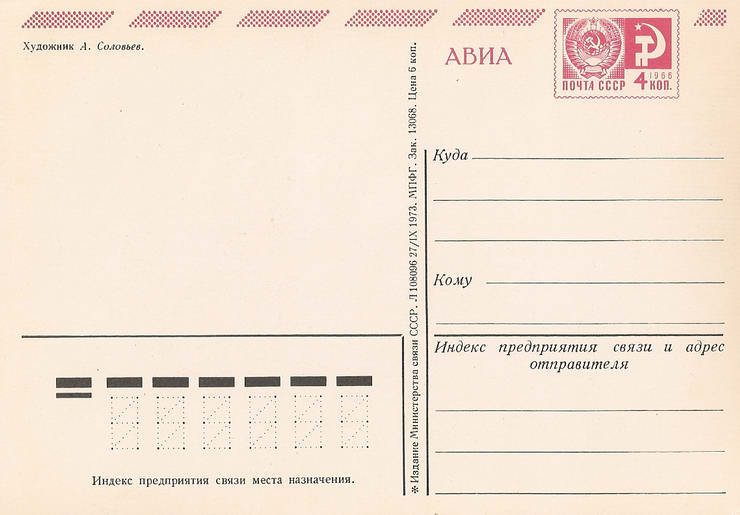 Художник А. Соловьев.
✲ Издание Министерства связи СССР. Л 108096 27/IX 1973. МПФГ. Зак. 13068. Цена 6 коп.
АВИА
1966
ПОЧТА СССР 4 КОП.
Куда
Кому
Индекс предприятия связи и адрес
отправителя
Индекс предприятия связи места назначения.